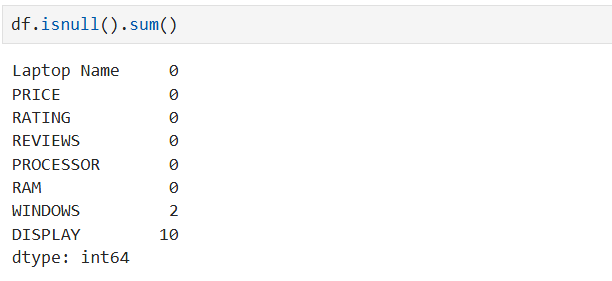 df.isnull().sum()
Laptop Name 0
PRICE 0
RATING 0
REVIEWS 0
PROCESSOR 0
RAM 0
WINDOWS 2
DISPLAY 10
dtype: int64